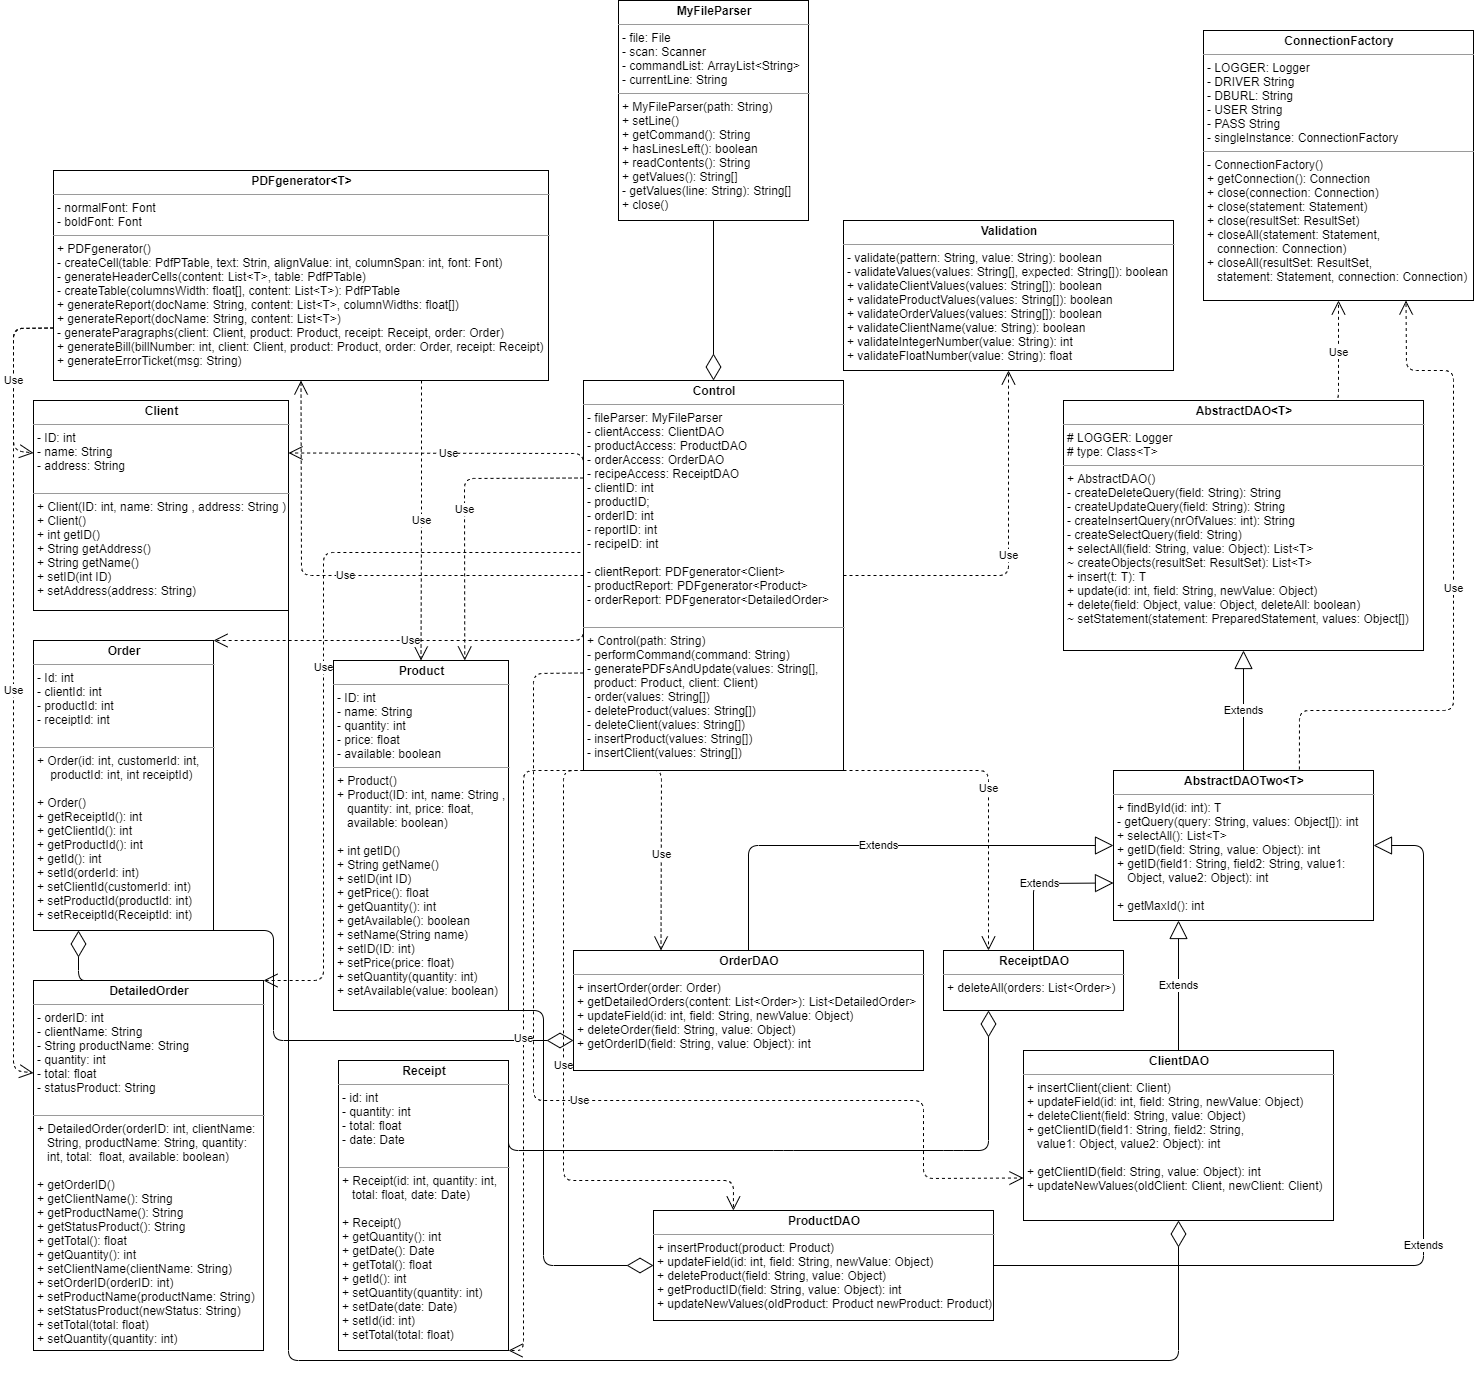 MyFileParser
- file: File
- scan: Scanner
- commandList: ArrayList<String>
- currentLine: String
+ MyFileParser(path: String)
+ setLine()
+ getCommand(): String
+ hasLinesLeft(): boolean
+ readContents(): String
+ getValues(): String[]
- getValues(line: String): String[]
+ close()
ConnectionFactory
- LOGGER: Logger
- DRIVER String
- DBURL: String
- USER String
- PASS String
- singleInstance: ConnectionFactory
- ConnectionFactory()
+ getConnection(): Connection
+ close(connection: Connection)
+ close(statement: Statement)
+ close(resultSet: ResultSet)
+ closeAll(statement: Statement,
connection: Connection)
+ closeAll(resultSet: ResultSet,
statement: Statement, connection: Connection)
PDFgenerator<T>
- normalFont: Font
- boldFont: Font
+ PDFgenerator()
- createCell(table: PdfPTable, text: Strin, alignValue: int, columnSpan: int, font: Font)
- generateHeaderCells(content: List<T>, table: PdfPTable)
- createTable(columnsWidth: float[], content: List<T>): PdfPTable
+ generateReport(docName: String, content: List<T>, columnWidths: float[])
+ generateReport(docName: String, content: List<T>)
- generateParagraphs(client: Client, product: Product, receipt: Receipt, order: Order)
+ generateBill(billNumber: int, client: Client, product: Product, order: Order, receipt: Receipt)
+ generateErrorTicket(msg: String)
Validation
- validate(pattern: String, value: String): boolean
- validateValues(values: String[], expected: String[]): boolean
+ validateClientValues(values: String[]): boolean
+ validateProductValues(values: String[]): boolean
+ validateOrderValues(values: String[]): boolean
+ validateClientName(value: String): boolean
+ validateIntegerNumber(value: String): int
+ validateFloatNumber(value: String): float
Use
Use
Client
- ID: int
- name: String
- address: String
+ Client(ID: int, name: String , address: String )
+ Client()
+ int getID()
+ String getAddress()
+ String getName()
+ setID(int ID)
+ setAddress(address: String)
Control
- fileParser: MyFileParser
- clientAccess: ClientDAO
- productAccess: ProductDAO
- orderAccess: OrderDAO
- recipeAccess: ReceiptDAO
- clientID: int
- productID;
- orderID: int
- reportID: int
- recipeID: int
- clientReport: PDFgenerator<Client>
- productReport: PDFgenerator<Product>
- orderReport: PDFgenerator<DetailedOrder>
+ Control(path: String)
- performCommand(command: String)
- generatePDFsAndUpdate(values: String[],
product: Product, client: Client)
- order(values: String[])
- deleteProduct(values: String[])
- deleteClient(values: String[])
- insertProduct(values: String[])
- insertClient(values: String[])
AbstractDAO<T>
# LOGGER: Logger
# type: Class<T>
+ AbstractDAO()
- createDeleteQuery(field: String): String
- createUpdateQuery(field: String): String
- createInsertQuery(nrOfValues: int): String
- createSelectQuery(field: String)
+ selectAll(field: String, value: Object): List<T>
~ createObjects(resultSet: ResultSet): List<T>
+ insert(t: T): T
+ update(id: int, field: String, newValue: Object)
+ delete(field: Object, value: Object, deleteAll: boolean)
~ setStatement(statement: PreparedStatement, values: Object[])
Use
Use
Use
Use
Use
Use
Use
Use
Use
Extends
Order
- Id: int
- clientId: int
- productId: int
- receiptId: int
+ Order(id: int, customerId: int,
productId: int, int receiptId)
+ Order()
+ getReceiptId(): int
+ getClientId(): int
+ getProductId(): int
+ getId(): int
+ setId(orderId: int)
+ setClientId(customerId: int)
+ setProductId(productId: int)
+ setReceiptId(ReceiptId: int)
Product
- ID: int
- name: String
- quantity: int
- price: float
- available: boolean
+ Product()
+ Product(ID: int, name: String ,
quantity: int, price: float,
available: boolean)
+ int getID()
+ String getName()
+ setID(int ID)
+ getPrice(): float
+ getQuantity(): int
+ getAvailable(): boolean
+ setName(String name)
+ setID(ID: int)
+ setPrice(price: float)
+ setQuantity(quantity: int)
+ setAvailable(value: boolean)
AbstractDAOTwo<T>
+ findById(id: int): T
- getQuery(query: String, values: Object[]): int
+ selectAll(): List<T>
+ getID(field: String, value: Object): int
+ getID(field1: String, field2: String, value1:
Object, value2: Object): int
+ getMaxId(): int
Use
Use
Extends
Extends
Extends
OrderDAO
+ insertOrder(order: Order)
+ getDetailedOrders(content: List<Order>): List<DetailedOrder>
+ updateField(id: int, field: String, newValue: Object)
+ deleteOrder(field: String, value: Object)
+ getOrderID(field: String, value: Object): int
ReceiptDAO
+ deleteAll(orders: List<Order>)
DetailedOrder
- orderID: int
- clientName: String
- String productName: String
- quantity: int
- total: float
- statusProduct: String
+ DetailedOrder(orderID: int, clientName:
String, productName: String, quantity:
int, total:  float, available: boolean)
+ getOrderID()
+ getClientName(): String
+ getProductName(): String
+ getStatusProduct(): String
+ getTotal(): float
+ getQuantity(): int
+ setClientName(clientName: String)
+ setOrderID(orderID: int)
+ setProductName(productName: String)
+ setStatusProduct(newStatus: String)
+ setTotal(total: float)
+ setQuantity(quantity: int)
Use
Use
Use
Receipt
- id: int
- quantity: int
- total: float
- date: Date
+ Receipt(id: int, quantity: int,
total: float, date: Date)
+ Receipt()
+ getQuantity(): int
+ getDate(): Date
+ getTotal(): float
+ getId(): int
+ setQuantity(quantity: int)
+ setDate(date: Date)
+ setId(id: int)
+ setTotal(total: float)
ClientDAO
+ insertClient(client: Client)
+ updateField(id: int, field: String, newValue: Object)
+ deleteClient(field: String, value: Object)
+ getClientID(field1: String, field2: String,
value1: Object, value2: Object): int
+ getClientID(field: String, value: Object): int
+ updateNewValues(oldClient: Client, newClient: Client)
ProductDAO
+ insertProduct(product: Product)
+ updateField(id: int, field: String, newValue: Object)
+ deleteProduct(field: String, value: Object)
+ getProductID(field: String, value: Object): int
+ updateNewValues(oldProduct: Product newProduct: Product)
Extends